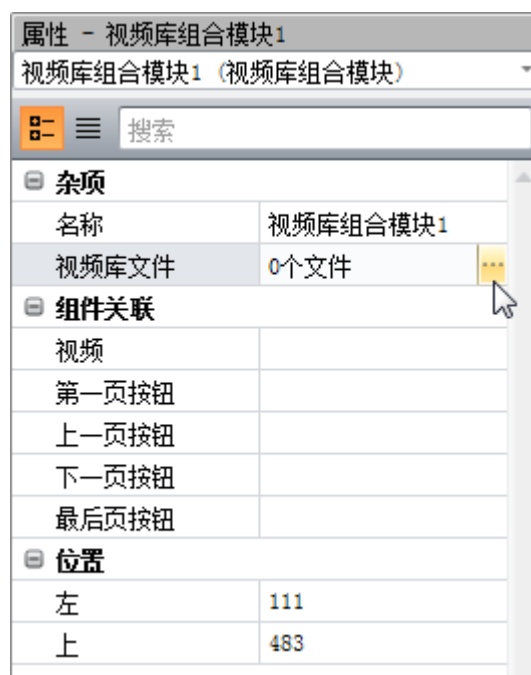 属性 - 视频库组合模块1
视频库组合模块1 (视频库组合模块)
搜索
杂项
名称 视频库组合模块1
视频库文件 0个文件 ...
组件关联
视频
第一页按钮
上一页按钮
下一页按钮
最后页按钮
位置
左 111
上 483